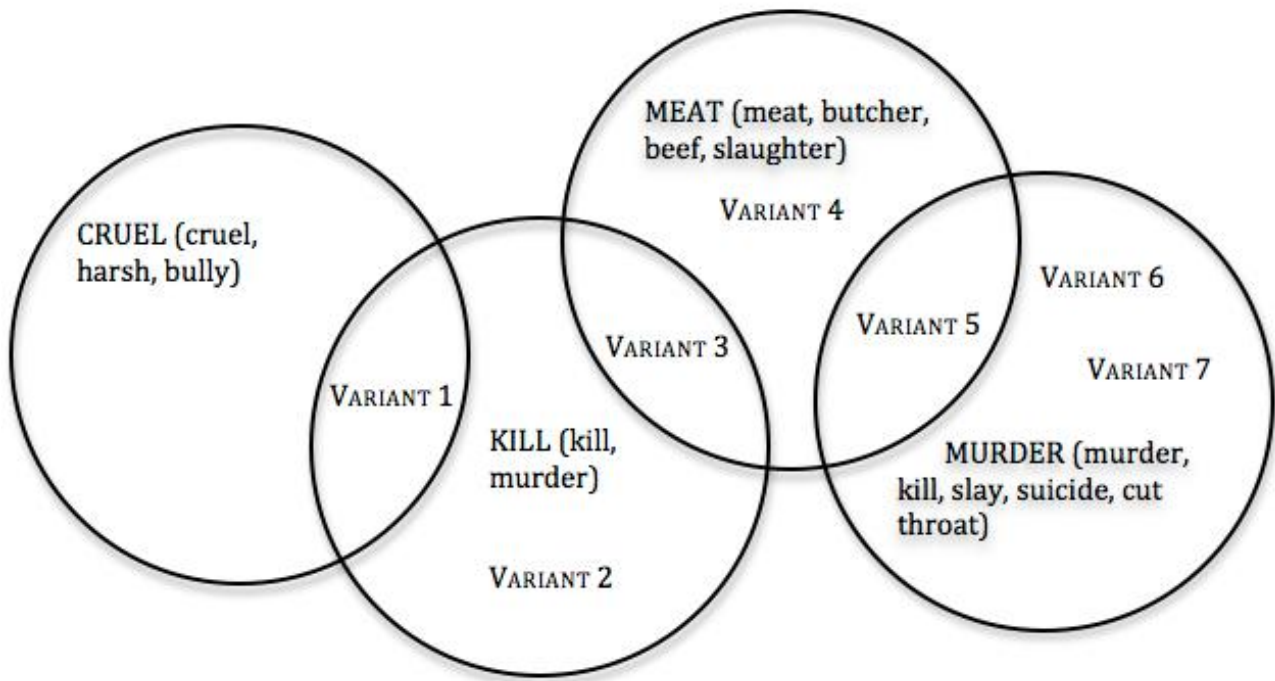 MEAT (meat, butcher,
beef, slaughter)
VARIANT 4
CRUEL (cruel,
harsh, bully)
VARIANT 6
VARIANT 5
VARIANT 3
VARIANT 7
VARIANT 1
KILL (kill,
murder)
MURDER (murder,
kill, slay, suicide, cut
throat)
VARIANT 2